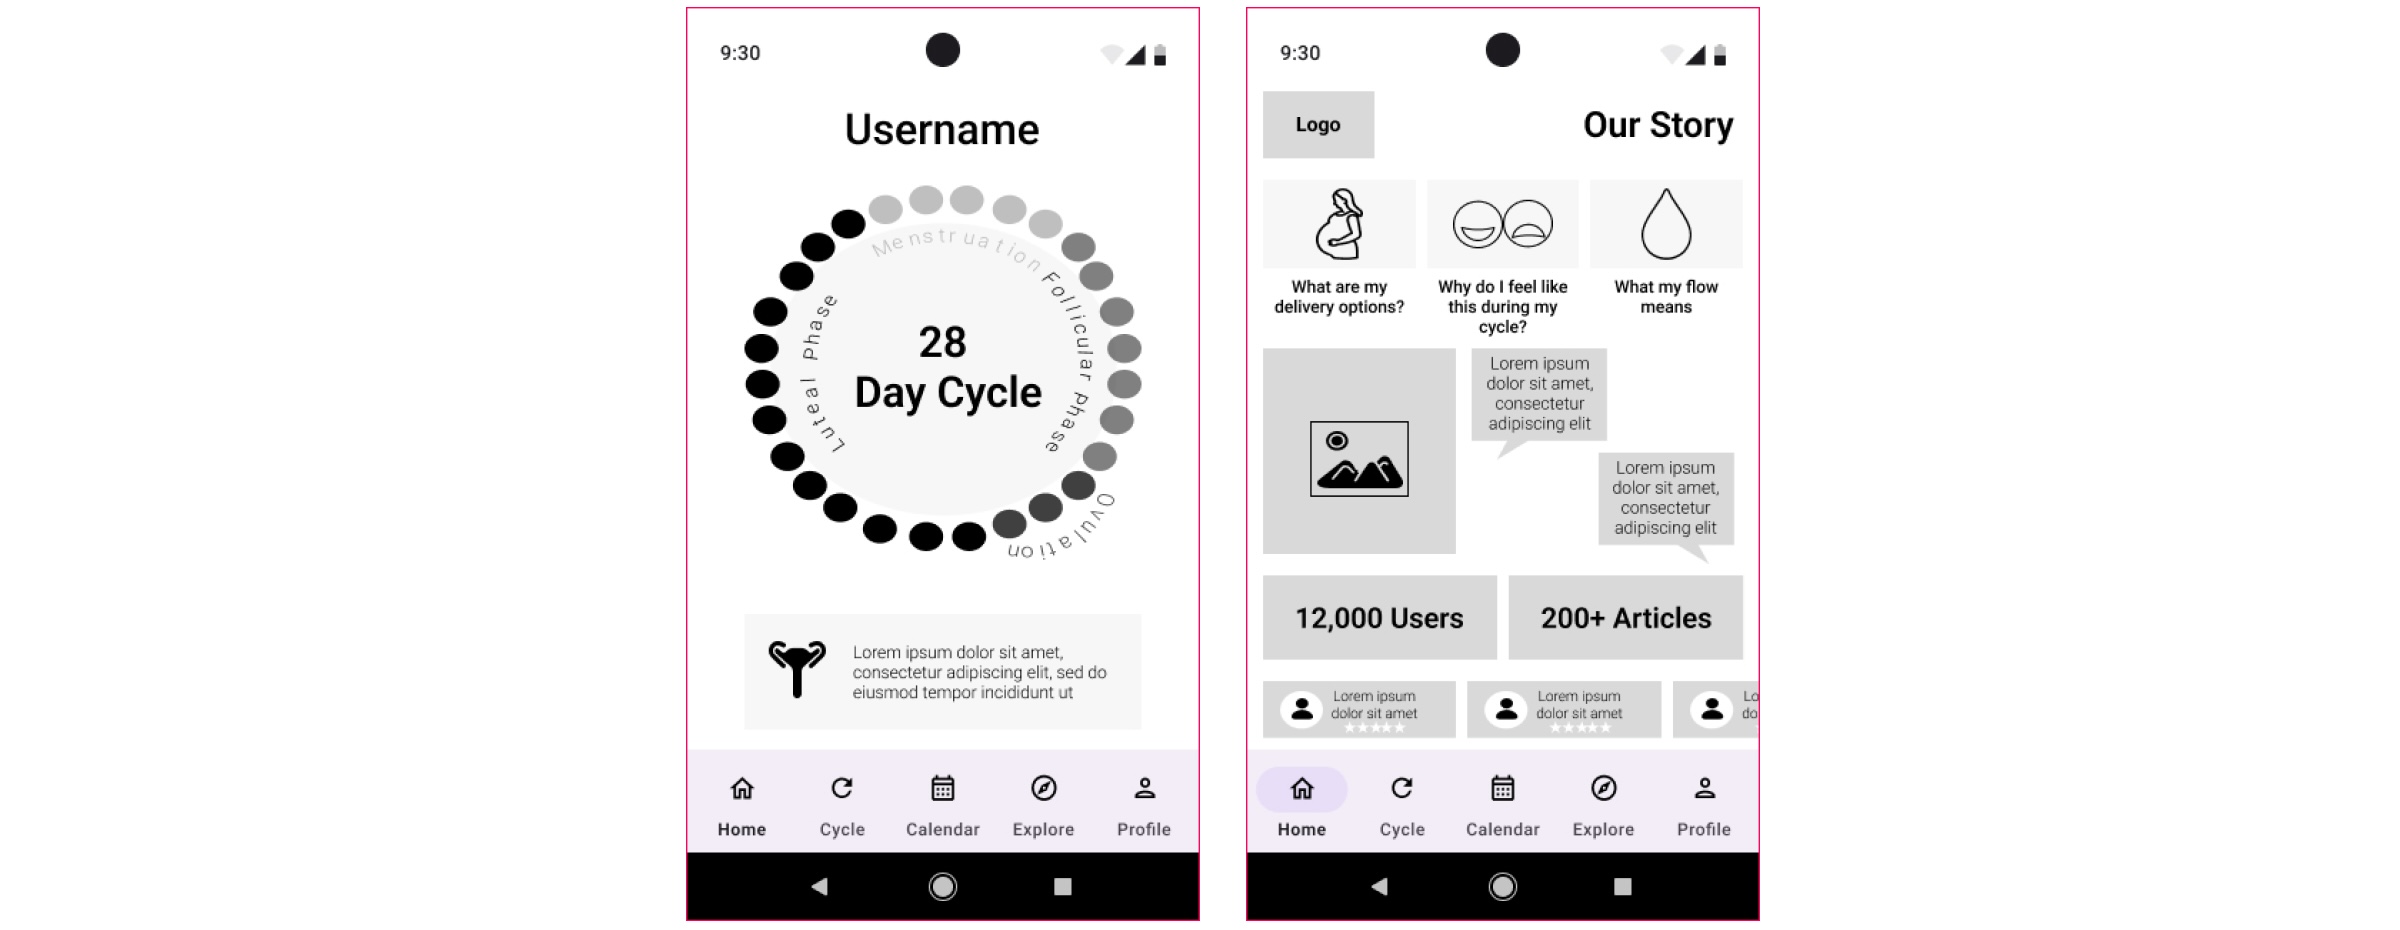 9:30
Username
Menstruation
Follicular Phase
Ovulation
Luteal Phase
28
Day Cycle
Lorem ipsum dolor sit amet,
consectetur adipiscing elit, sed do
eiusmod tempor incididunt ut
Home
Cycle
Calendar
Explore
Profile
9:30
Logo
Our Story
What are my
delivery options?
Why do I feel like
this during my
cycle?
What my flow
means
Lorem ipsum
dolor sit amet,
consectetur
adipiscing elit
Lorem ipsum
dolor sit amet,
consectetur
adipiscing elit
12,000 Users
200+ Articles
Lorem ipsum
dolor sit amet
Lorem ipsum
dolor sit amet
Lo
do
Home
Cycle
Calendar
Explore
Profile